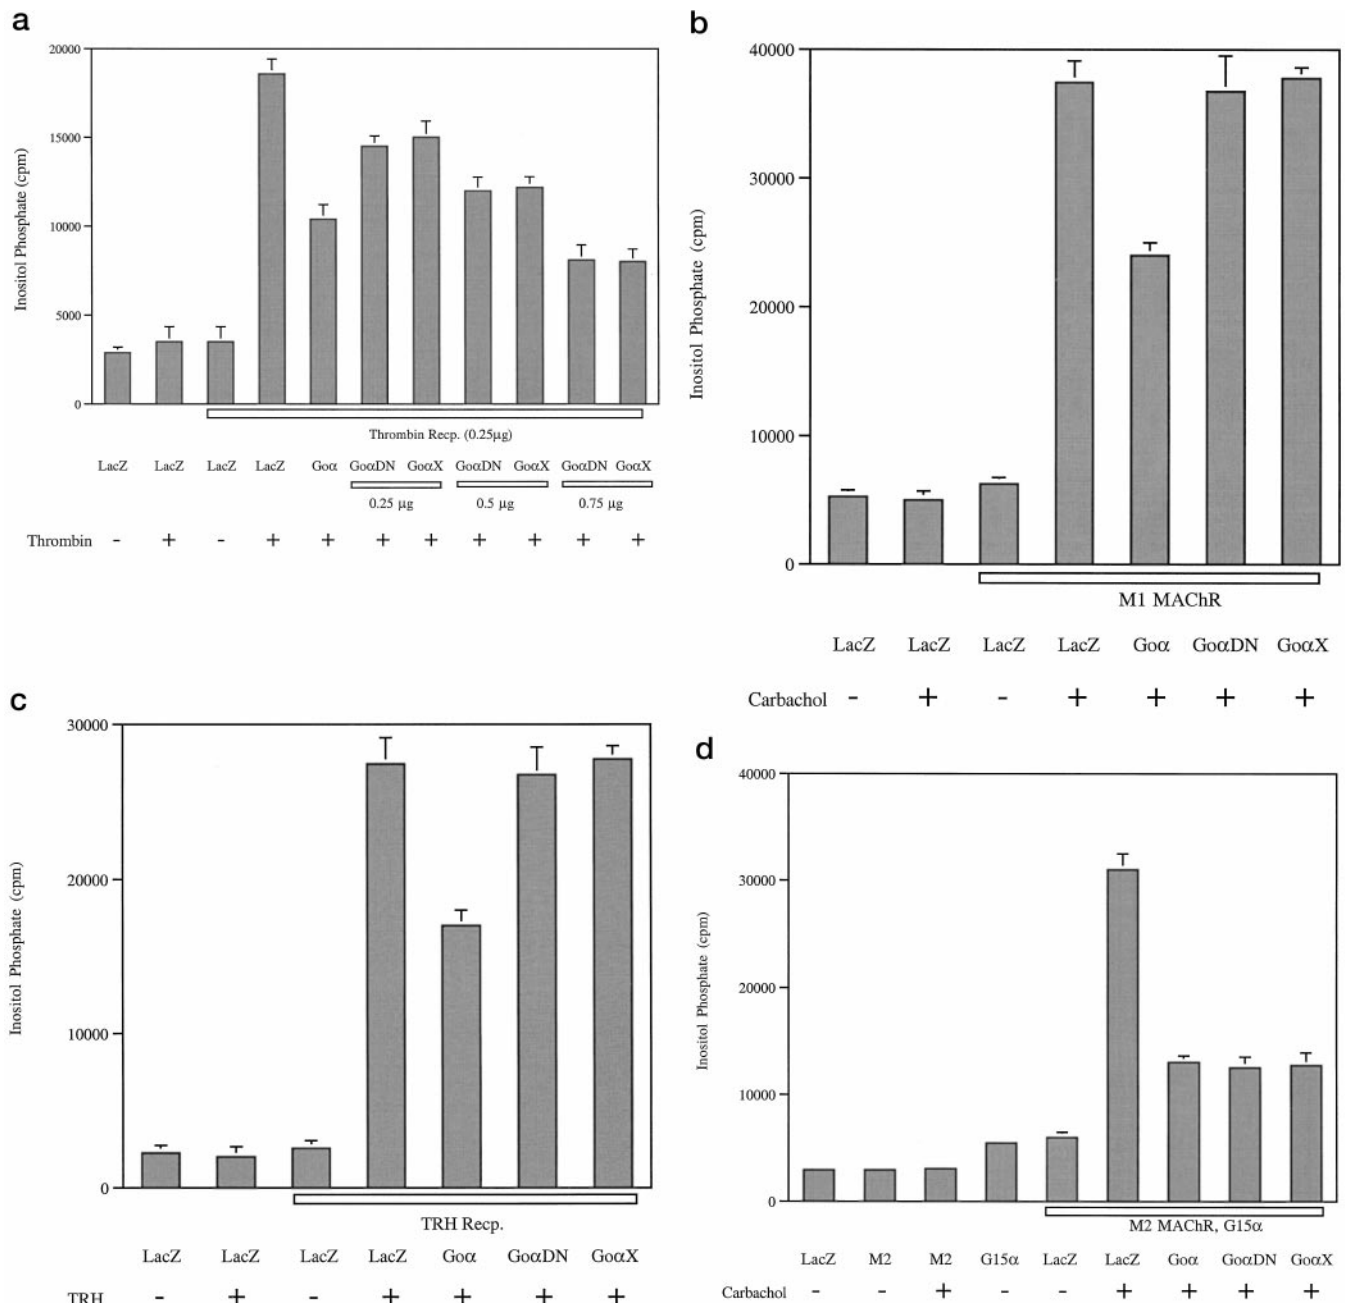 a
20000
15000
10000
5000
0
Inositol Phosphate (cpm)
Thrombin Recp. (0.25μg)
LacZ LacZ LacZ LacZ Goα GoαDN GoαX GoαDN GoαX GoαDN GoαX
0.25 μg 0.5 μg 0.75 μg
Thrombin - + - + + + + + + + +
b
40000
30000
20000
10000
0
Inositol Phosphate (cpm)
M1 MAChR
LacZ LacZ LacZ LacZ Goα GoαDN GoαX
Carbachol - + - + + + +
c
30000
20000
10000
0
Inositol Phosphate (cpm)
TRH Recp.
LacZ LacZ LacZ LacZ Goα GoαDN GoαX
TRH - + - + + + +
d
40000
30000
20000
10000
0
Inositol Phosphate (cpm)
M2 MAChR, G15α
LacZ M2 M2 G15α LacZ LacZ Goα GoαDN GoαX
Carbachol - - + - - + + + +